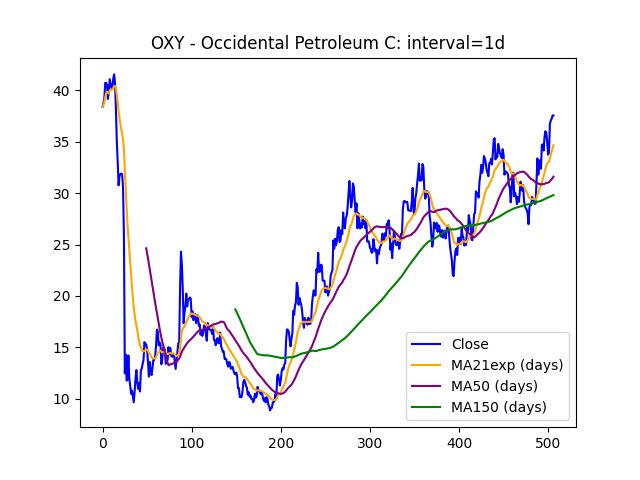 OXY - Occidental Petroleum C: interval=1d
40
35
30
25
20
15
10
0
100
200
300
400
500
Close
MA21exp (days)
MA50 (days)
MA150 (days)